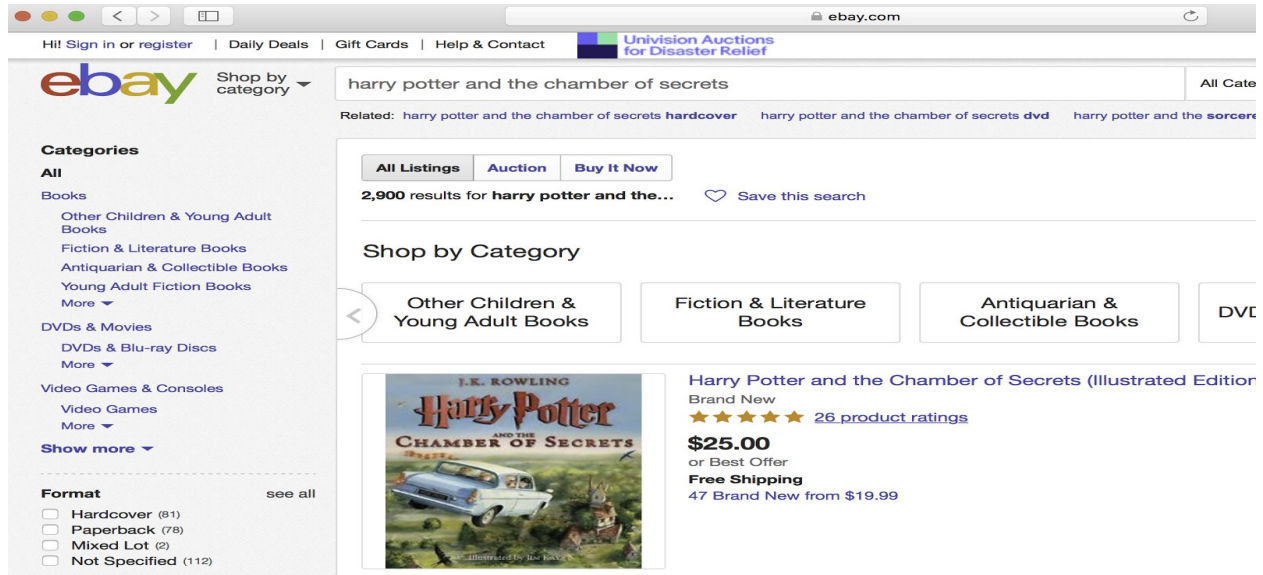 ebay.com
Hi! Sign in or register | Daily Deals | Gift Cards | Help & Contact
Univision Auctions
for Disaster Relief
ebay
Shop by
category
harry potter and the chamber of secrets
All Cate
Related: harry potter and the chamber of secrets hardcover harry potter and the chamber of secrets dvd harry potter and the sorcere
Categories
All
Books
Other Children & Young Adult
Books
Fiction & Literature Books
Antiquarian & Collectible Books
Young Adult Fiction Books
More
DVDs & Movies
DVDs & Blu-ray Discs
More
Video Games & Consoles
Video Games
More
Show more
Format see all
Hardcover (81)
Paperback (78)
Mixed Lot (2)
Not Specified (112)
All Listings Auction Buy It Now
2,900 results for harry potter and the... Save this search
Shop by Category
Other Children &
Young Adult Books
Fiction & Literature
Books
Antiquarian &
Collectible Books
DVD
J.K. ROWLING
Harry Potter
AND THE
CHAMBER OF SECRETS
Illustrated by
Harry Potter and the Chamber of Secrets (Illustrated Edition
Brand New
26 product ratings
$25.00
or Best Offer
Free Shipping
47 Brand New from $19.99